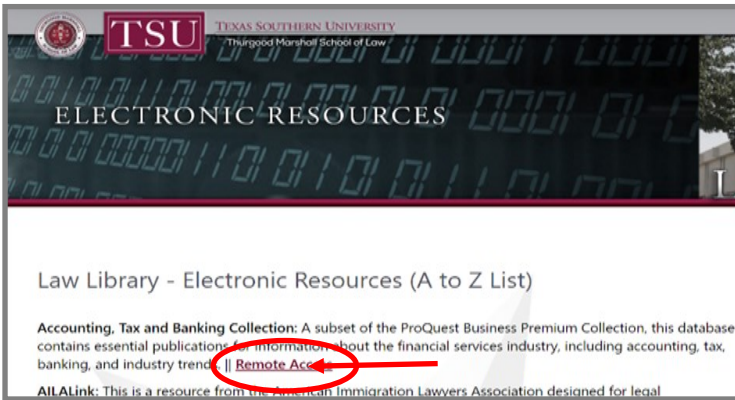 TSU TEXAS SOUTHERN UNIVERSITY
Thurgood Marshall School of Law
ELECTRONIC RESOURCES
L
Law Library - Electronic Resources (A to Z List)
Accounting, Tax and Banking Collection: A subset of the ProQuest Business Premium Collection, this database
contains essential publications for information about the financial services industry, including accounting, tax,
banking, and industry trends. || Remote Access
AILALink: This is a resource from the American Immigration Lawyers Association designed for legal